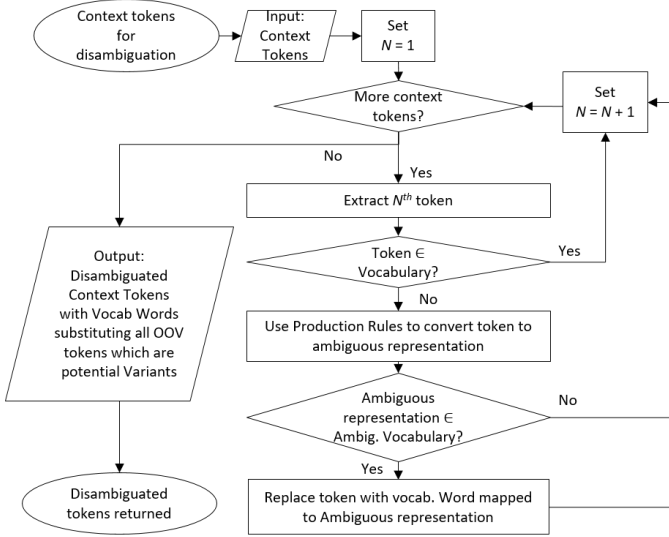 Context tokens
for
disambiguation
Input:
Context
Tokens
Set
N = 1
More context
tokens?
Set
N = N + 1
No
Yes
Extract Nth token
Token ∈
Vocabulary?
Yes
No
Use Production Rules to convert token to
ambiguous representation
Ambiguous
representation ∈
Ambig. Vocabulary?
No
Yes
Replace token with vocab. Word mapped
to Ambiguous representation
Output:
Disambiguated
Context Tokens
with Vocab Words
substituting all OOV
tokens which are
potential Variants
Disambiguated
tokens returned